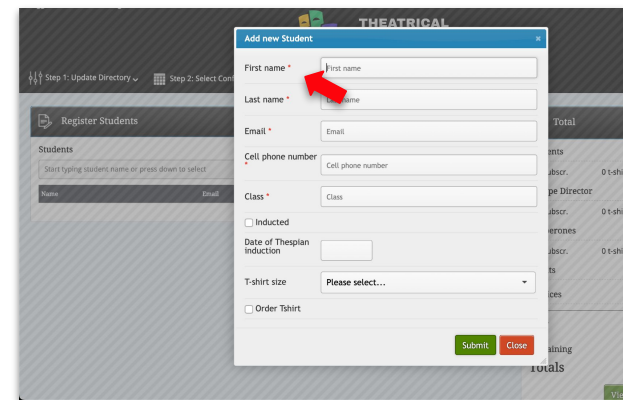 THEATRICAL
Add new Student ×
First name * First name
Step 1: Update Directory Step 2: Select Conf
Last name * name
Register Students Total
Email * Email
Students ents
Cell phone number * Cell phone number
Start typing student name or press down to select ubscr. 0 t-shi
Name Email Class * Class pe Director
Inducted ubscr. 0 t-shi
erones
Date of Thespian induction
ubscr. 0 t-shi
ts
T-shirt size Please select...
ices
Order Tshirt
Submit Close aining
Totals
Vie